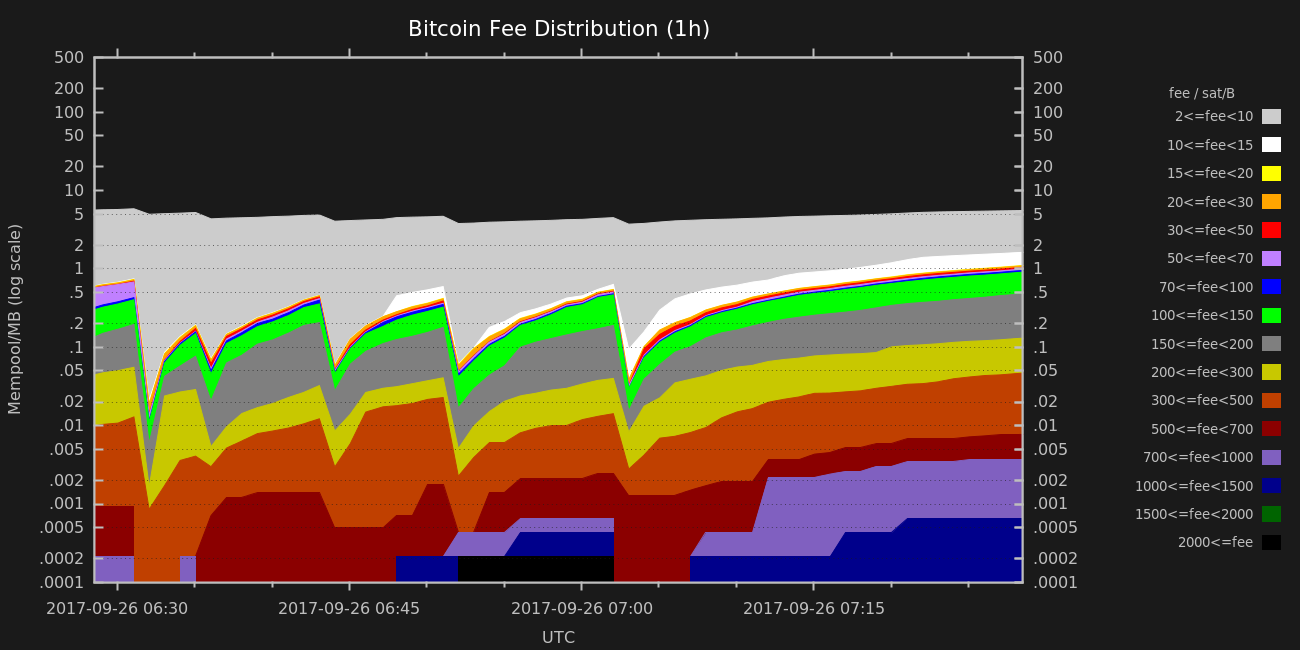 Bitcoin Fee Distribution (1h)
500 500
200 200
100 100
50 50
20 20
10 10
5 5
2 2
1 1
.5 .5
.2 .2
.1 .1
.05 .05
.02 .02
.01 .01
.005 .005
.002 .002
.001 .001
.0005 .0005
.0002 .0002
.0001 .0001
Mempool/MB (log scale)
2017-09-26 06:30 2017-09-26 06:45 2017-09-26 07:00 2017-09-26 07:15
UTC
fee / sat/B
2<=fee<10
10<=fee<15
15<=fee<20
20<=fee<30
30<=fee<50
50<=fee<70
70<=fee<100
100<=fee<150
150<=fee<200
200<=fee<300
300<=fee<500
500<=fee<700
700<=fee<1000
1000<=fee<1500
1500<=fee<2000
2000<=fee